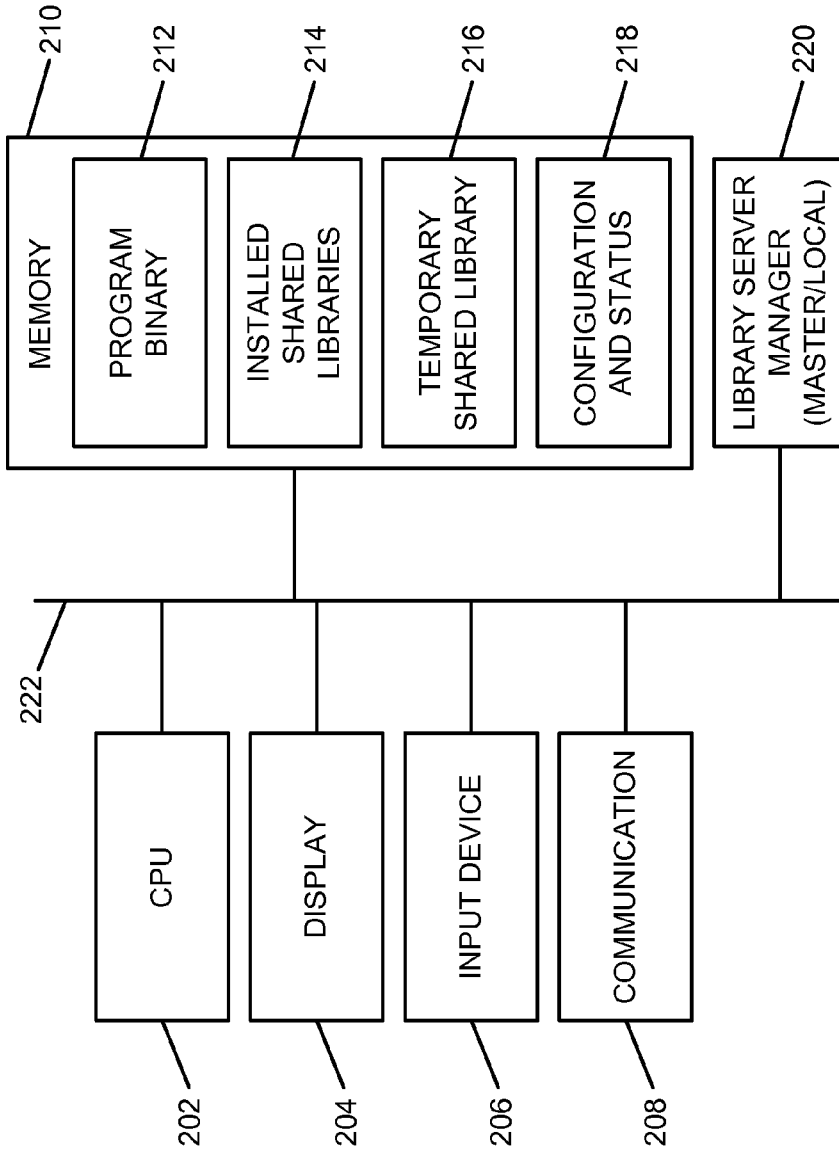 222
CPU
202
DISPLAY
204
INPUT DEVICE
206
COMMUNICATION
208
210
MEMORY
PROGRAM
BINARY
212
INSTALLED
SHARED
LIBRARIES
214
TEMPORARY
SHARED LIBRARY
216
CONFIGURATION
AND STATUS
218
LIBRARY SERVER
MANAGER
(MASTER/LOCAL)
220